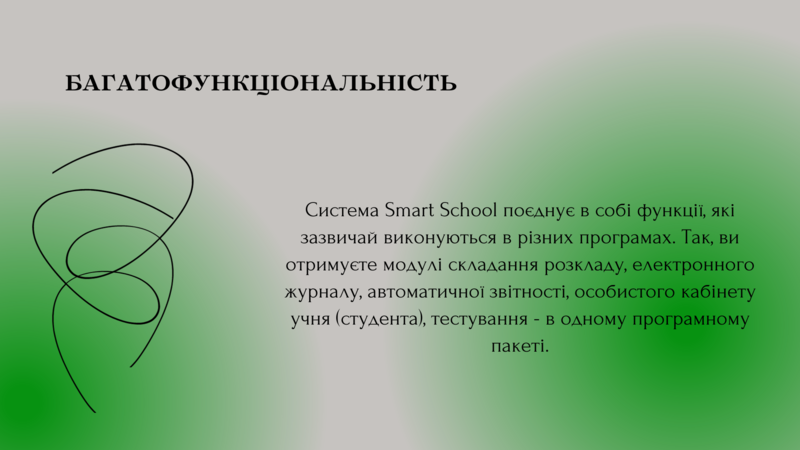 БАГАТОФУНКЦІОНАЛЬНІСТЬ
Система Smart School поєднує в собі функції, які
зазвичай виконуються в різних програмах. Так, ви
отримуєте модулі складання розкладу, електронного
журналу, автоматичної звітності, особистого кабінету
учня (студента), тестування - в одному програмному
пакеті.